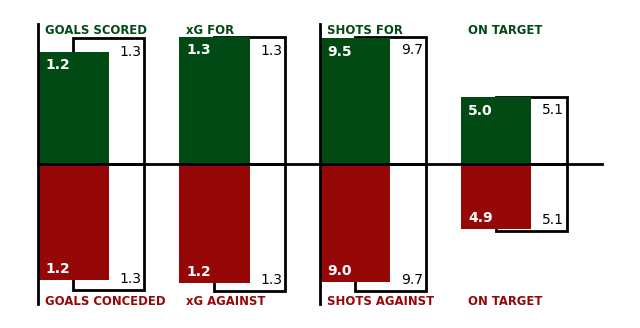 GOALS SCORED xG FOR SHOTS FOR ON TARGET
1.2 1.3 1.3 1.3 9.5 9.7 5.0 5.1
1.2 1.3 1.2 1.3 9.0 9.7 4.9 5.1
GOALS CONCEDED xG AGAINST SHOTS AGAINST ON TARGET